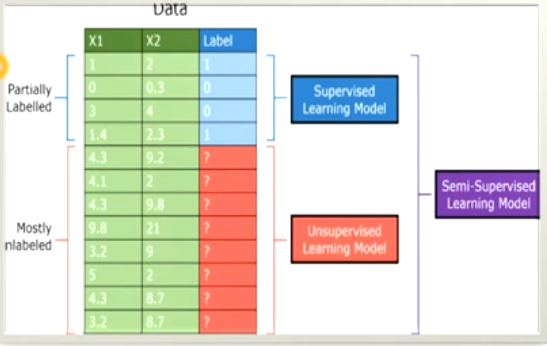 Data
X1 X2 Label
1 2 1
0 0.3 0
3 4 0
1.4 2.3 1
4.3 9.2 ?
4.1 2 ?
4.3 9.8 ?
9.8 21 ?
3.2 9 ?
5 2 ?
4.3 8.7 ?
3.2 8.7 ?
Partially
Labelled
Mostly
nlabeled
Supervised
Learning Model
Unsupervised
Learning Model
Semi-Supervised
Learning Model